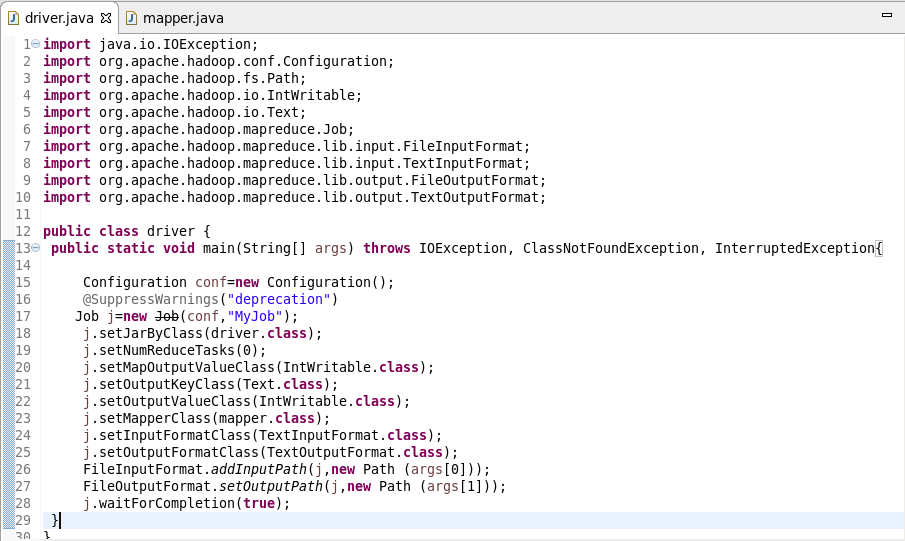 driver.java mapper.java
1 import java.io.IOException;
2 import org.apache.hadoop.conf.Configuration;
3 import org.apache.hadoop.fs.Path;
4 import org.apache.hadoop.io.IntWritable;
5 import org.apache.hadoop.io.Text;
6 import org.apache.hadoop.mapreduce.Job;
7 import org.apache.hadoop.mapreduce.lib.input.FileInputFormat;
8 import org.apache.hadoop.mapreduce.lib.input.TextInputFormat;
9 import org.apache.hadoop.mapreduce.lib.output.FileOutputFormat;
10 import org.apache.hadoop.mapreduce.lib.output.TextOutputFormat;
11
12 public class driver {
13 public static void main(String[] args) throws IOException, ClassNotFoundException, InterruptedException{
14
15 Configuration conf=new Configuration();
16 @SuppressWarnings("deprecation")
17 Job j=new Job(conf,"MyJob");
18 j.setJarByClass(driver.class);
19 j.setNumReduceTasks(0);
20 j.setMapOutputValueClass(IntWritable.class);
21 j.setOutputKeyClass(Text.class);
22 j.setOutputValueClass(IntWritable.class);
23 j.setMapperClass(mapper.class);
24 j.setInputFormatClass(TextInputFormat.class);
25 j.setOutputFormatClass(TextOutputFormat.class);
26 FileInputFormat.addInputPath(j,new Path (args[0]));
27 FileOutputFormat.setOutputPath(j,new Path (args[1]));
28 j.waitForCompletion(true);
29 }
30 }